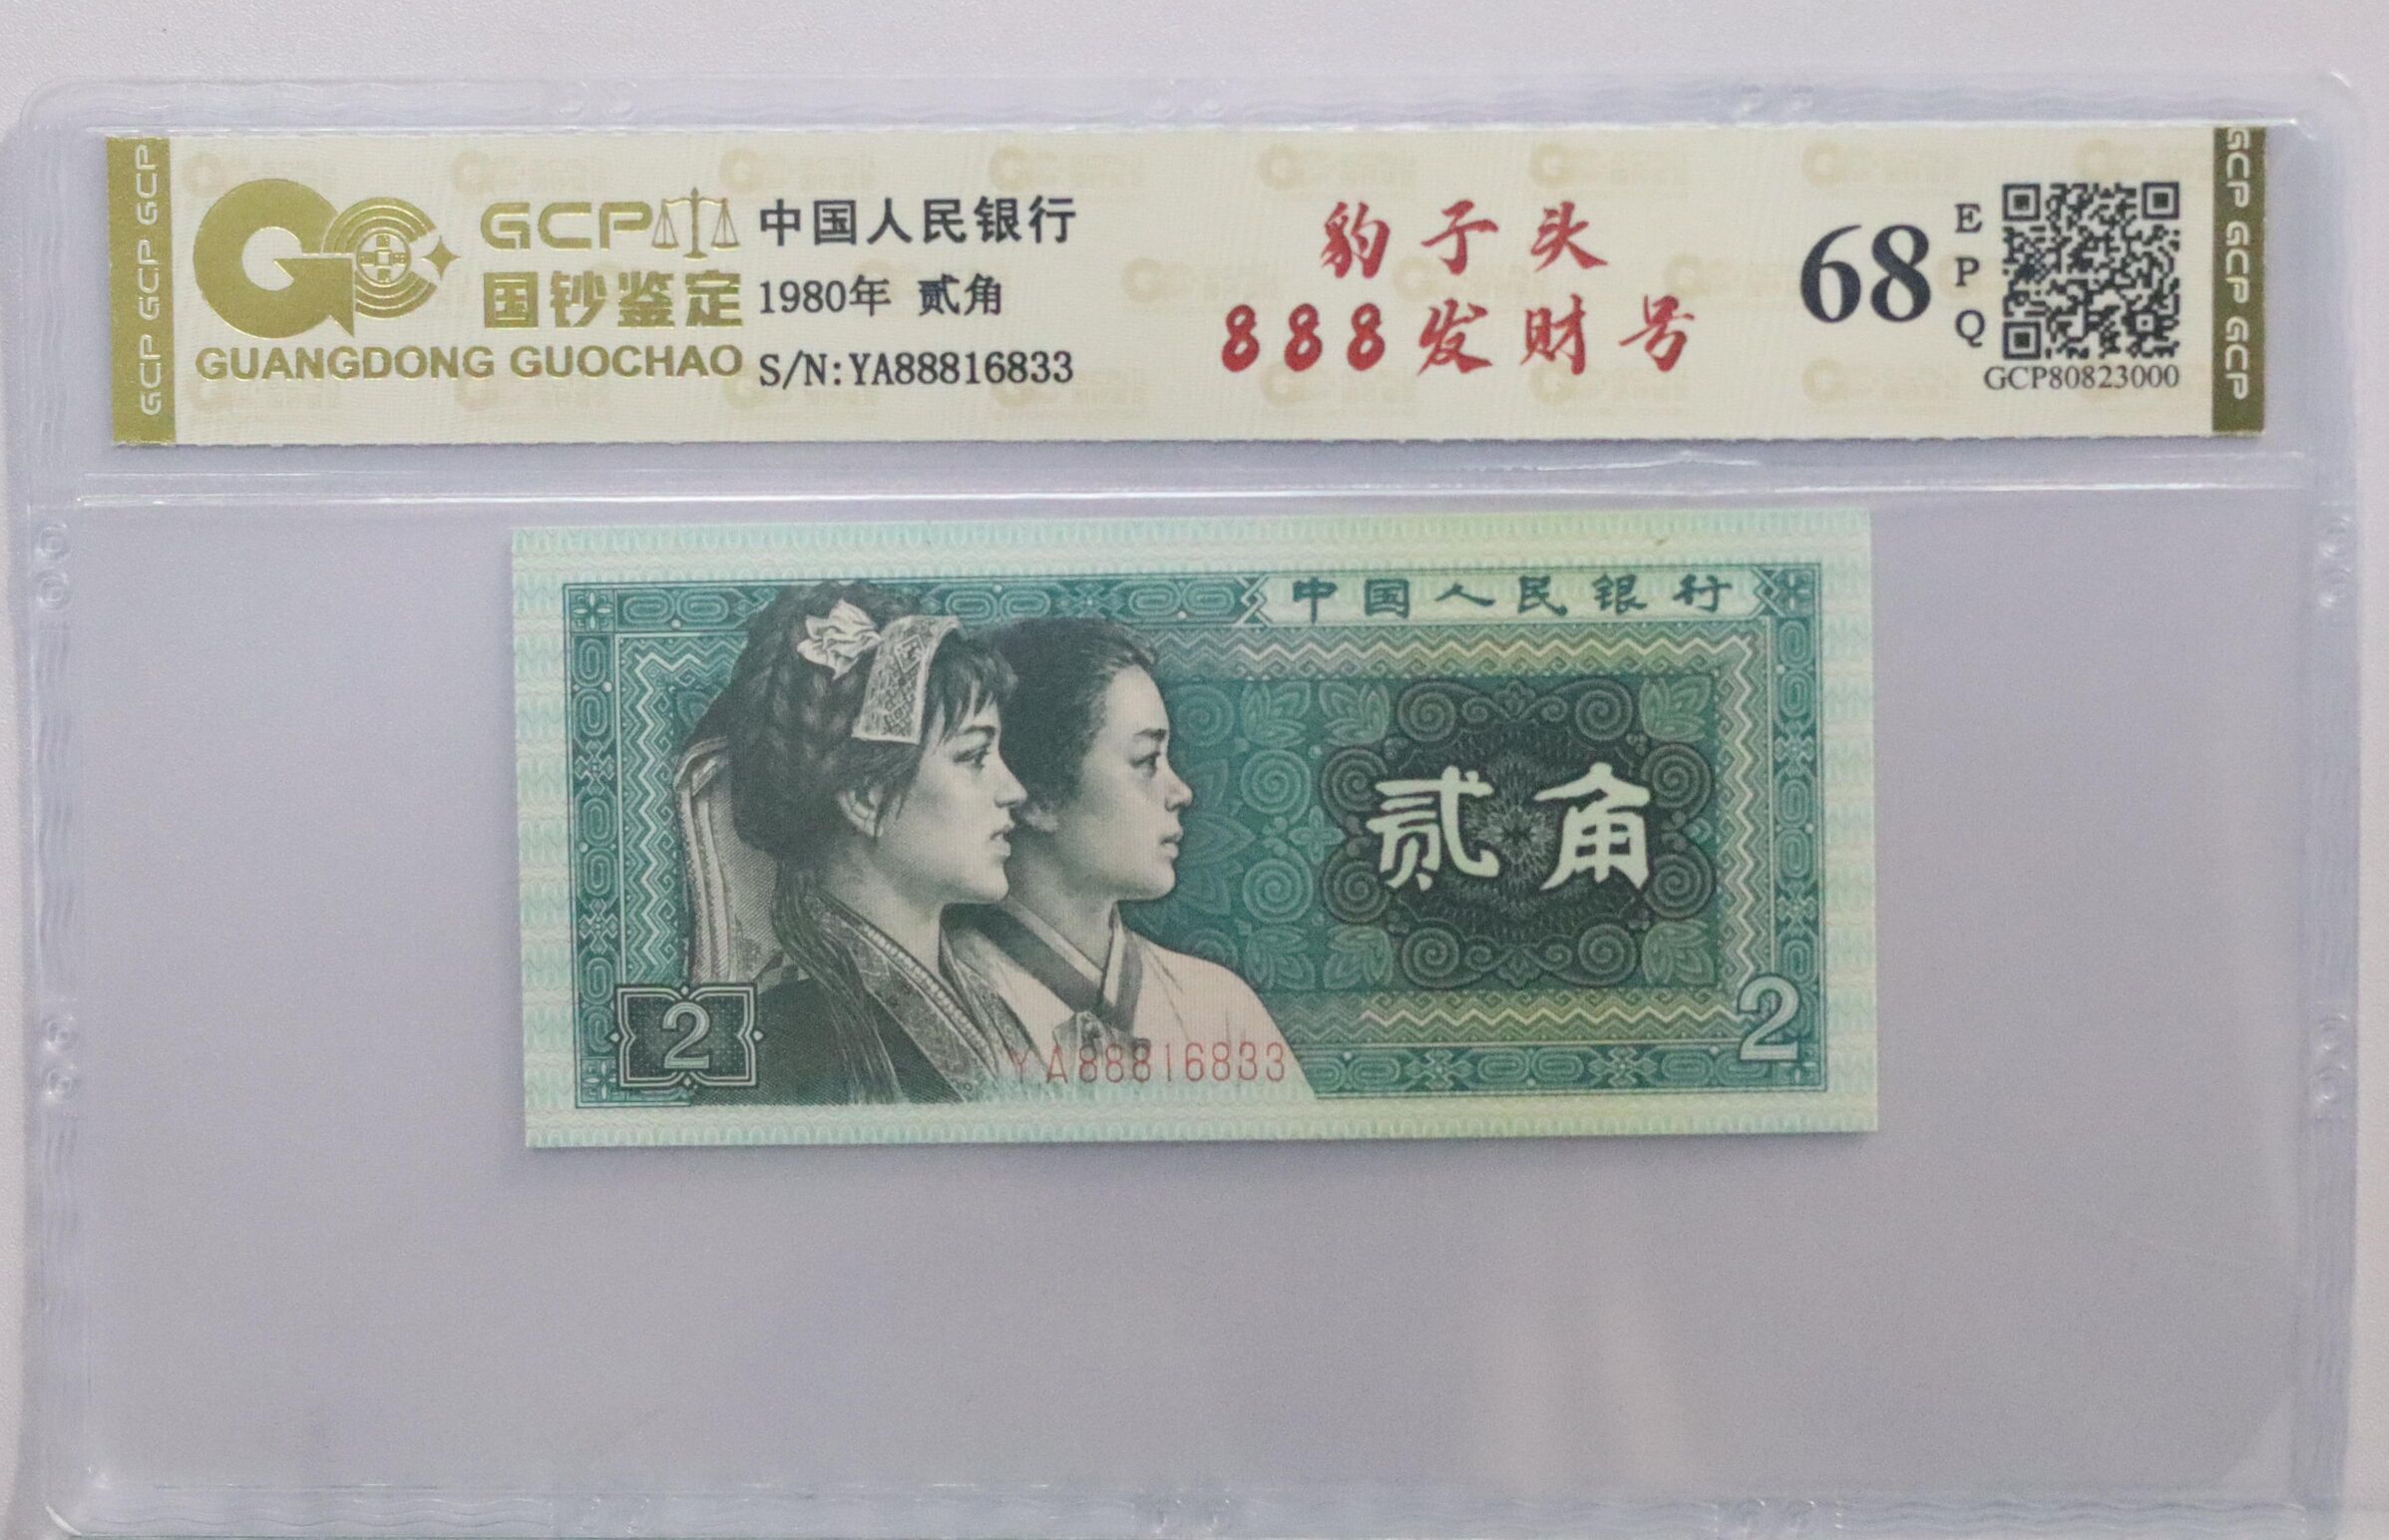 GCP GCP GCP
GCP
国钞鉴定
GUANGDONG GUOCHAO
中国人民银行
1980年 贰角
S/N:YA88816833
豹子头
888发财号
68
EPQ
GCP80823000
GCP GCP GCP
中国人民银行
贰角
2
YA88816833
2